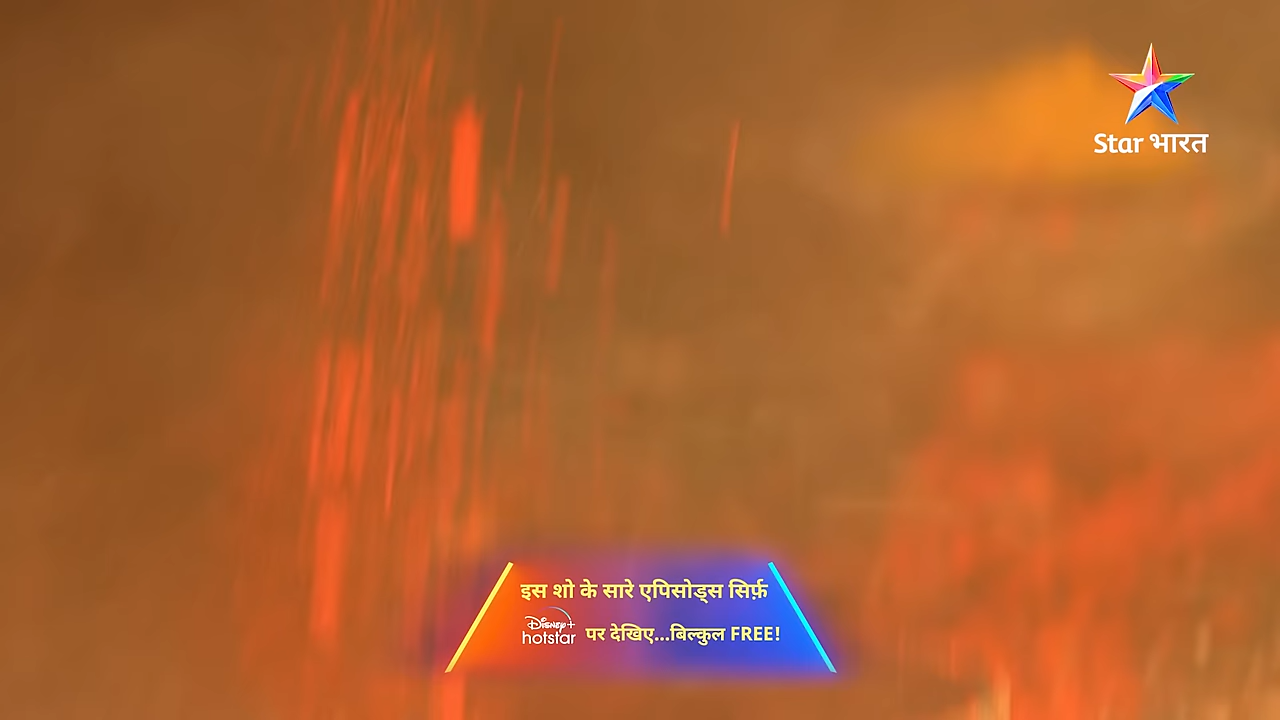 Star भारत
इस शो के सारे एपिसोड्स सिर्फ़
Disney+
hotstar पर देखिए...बिल्कुल FREE!